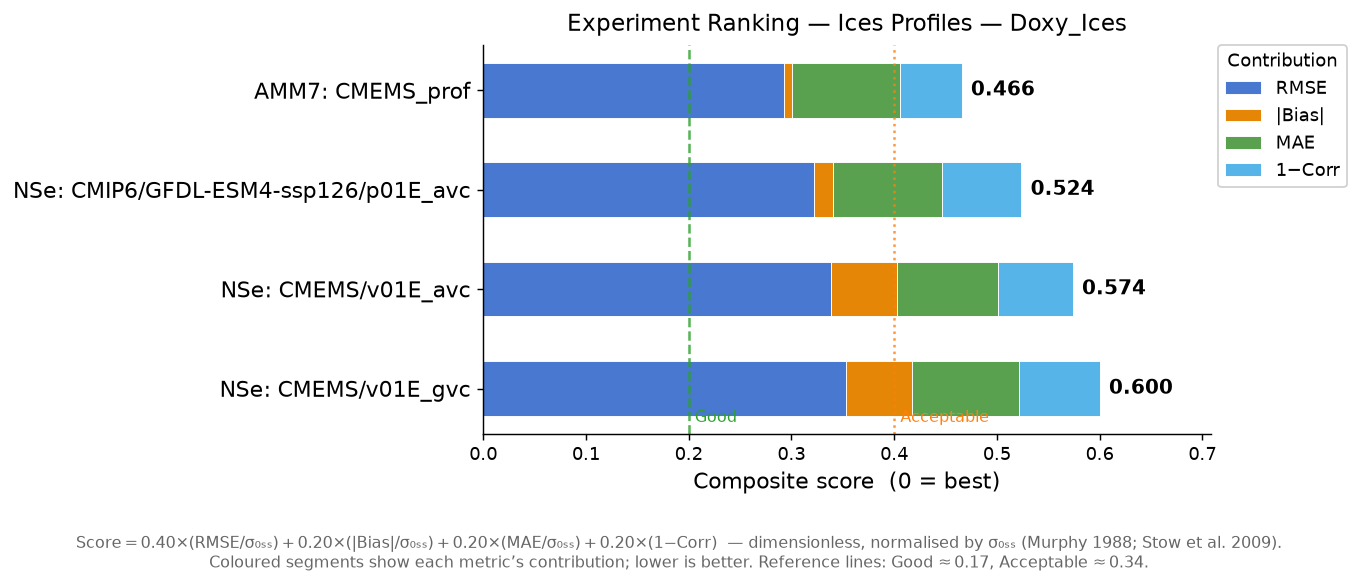 Experiment Ranking — Ices Profiles — Doxy_Ices
Contribution
RMSE
|Bias|
MAE
1−Corr
AMM7: CMEMS_prof
0.466
NSe: CMIP6/GFDL-ESM4-ssp126/p01E_avc
0.524
NSe: CMEMS/v01E_avc
0.574
NSe: CMEMS/v01E_gvc
0.600
Good
Acceptable
0.0 0.1 0.2 0.3 0.4 0.5 0.6 0.7
Composite score (0 = best)
Score = 0.40×(RMSE/σ₀ₛₛ) + 0.20×(|Bias|/σ₀ₛₛ) + 0.20×(MAE/σ₀ₛₛ) + 0.20×(1−Corr) — dimensionless, normalised by σ₀ₛₛ (Murphy 1988; Stow et al. 2009).
Coloured segments show each metric’s contribution; lower is better. Reference lines: Good ≈ 0.17, Acceptable ≈ 0.34.